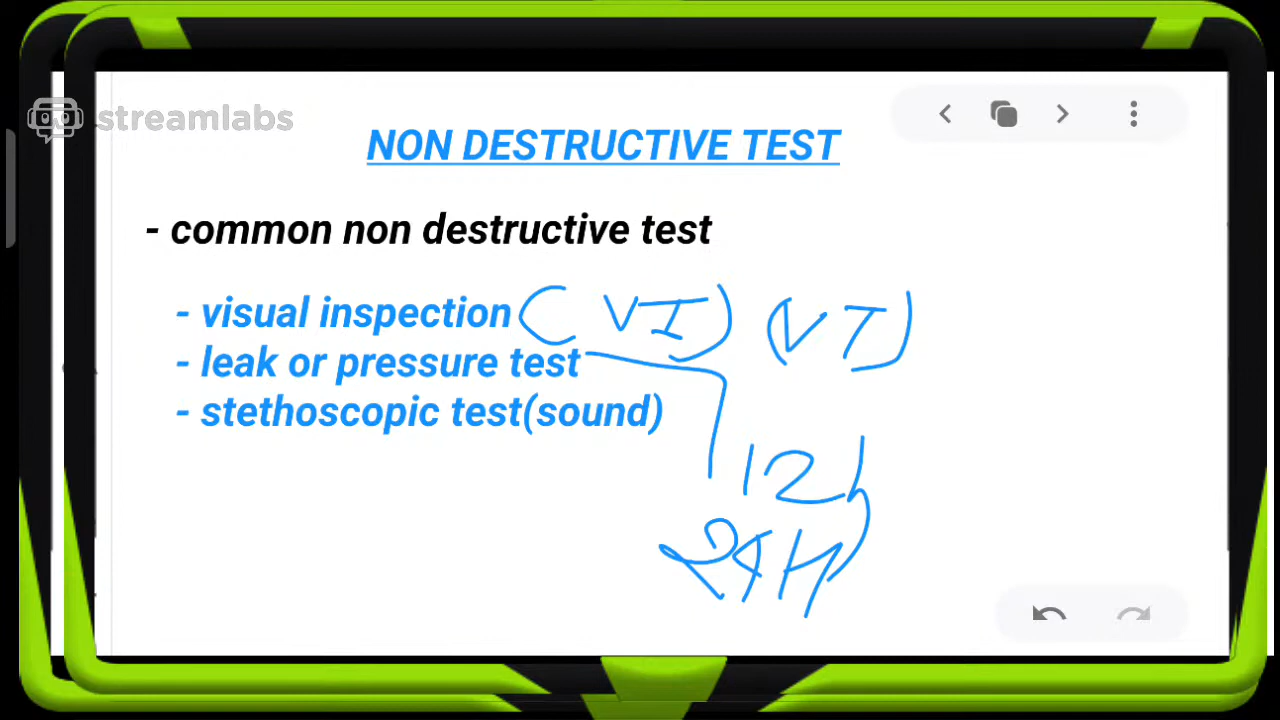 streamlabs
NON DESTRUCTIVE TEST
- common non destructive test
- visual inspection (VI) (VT)
- leak or pressure test
- stethoscopic test(sound)
12h
24H